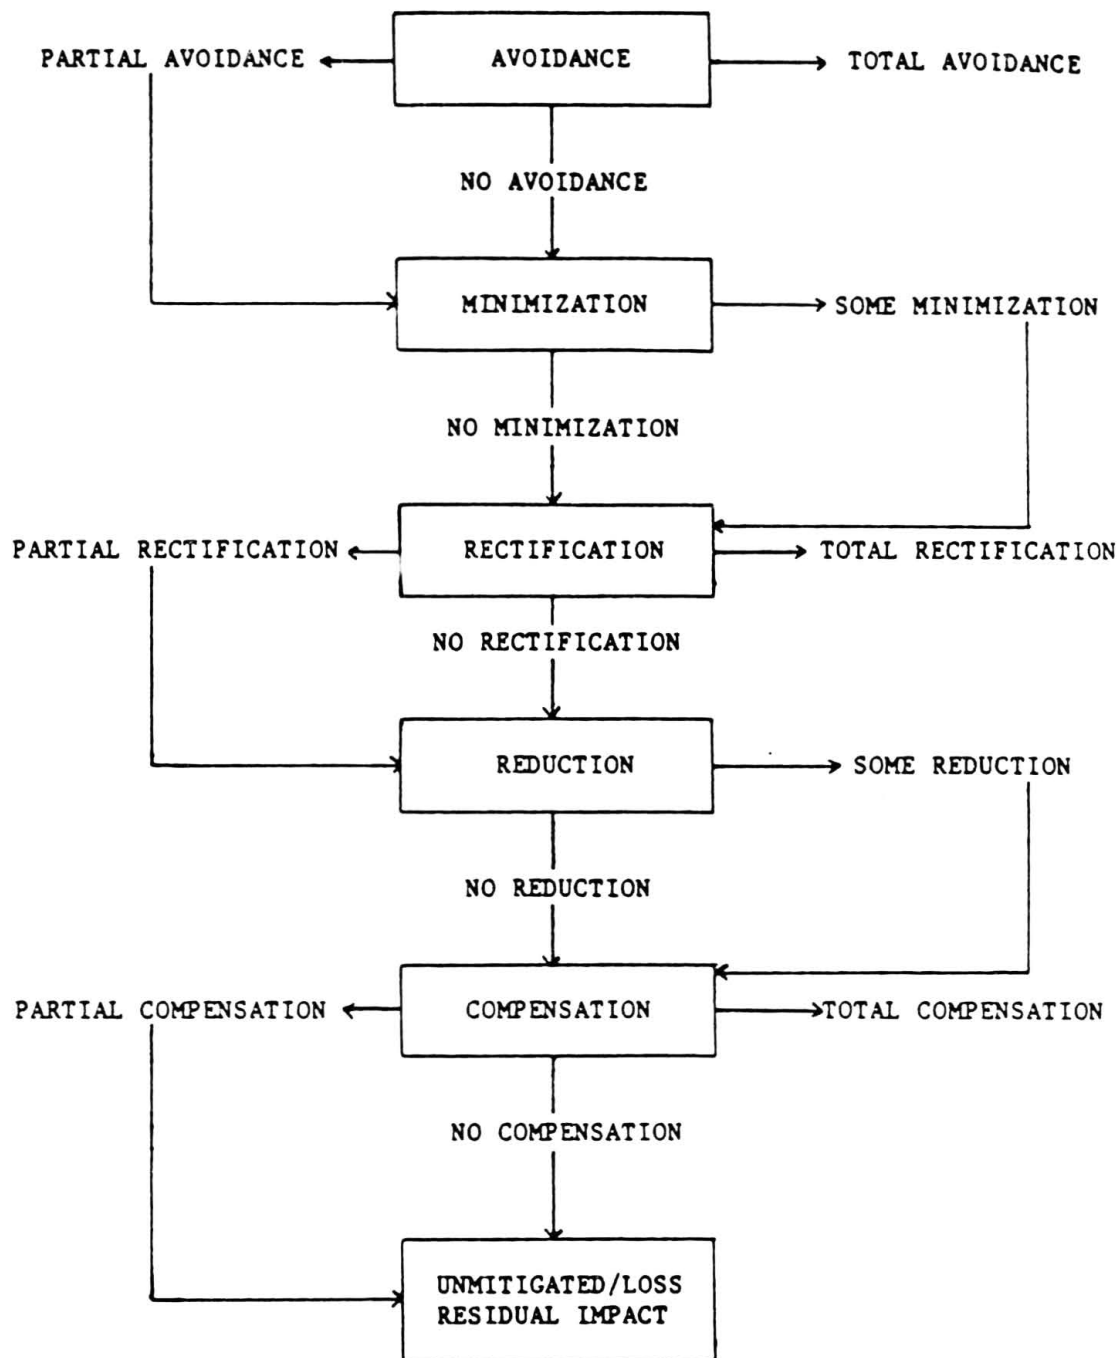 PARTIAL AVOIDANCE
AVOIDANCE
TOTAL AVOIDANCE
NO AVOIDANCE
MINIMIZATION
SOME MINIMIZATION
NO MINIMIZATION
PARTIAL RECTIFICATION
RECTIFICATION
TOTAL RECTIFICATION
NO RECTIFICATION
REDUCTION
SOME REDUCTION
NO REDUCTION
PARTIAL COMPENSATION
COMPENSATION
TOTAL COMPENSATION
NO COMPENSATION
UNMITIGATED/LOSS
RESIDUAL IMPACT